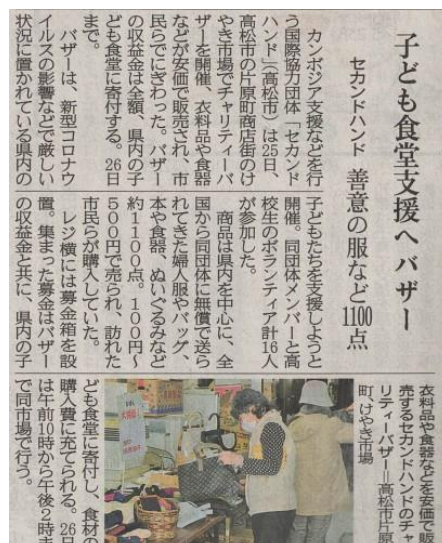 子ども食堂支援へバザー
セカンドハンド 善意の服など1100点
カンボジア支援などを行
う国際協力団体「セカンド
ハンド」（高松市）は25日、
高松市の片原町商店街のけ
やき市場でチャリティーバ
ザーを開催、衣料品や食器
などが安価で販売され、市
民らでにぎわった。バザー
の収益金は全額、県内の子
ども食堂に寄付する。26日
まで。
バザーは、新型コロナウ
イルスの影響などで厳しい
状況に置かれている県内の
子どもたちを支援しようと
開催。同団体メンバーと高
校生のボランティア計16人
が参加した。
商品は県内を中心に、全
国から同団体に無償で送ら
れてきた婦人服やバッグ、
本や食器、ぬいぐるみなど
約1100点。100円～
500円で売られ、訪れた
市民らが購入していた。
レジ横には募金箱を設
置。集まった募金はバザー
の収益金と共に、県内の子
ども食堂に寄付し、食材の
購入費に充てられる。26日
は午前10時から午後2時ま
で同市場で行う。
衣料品や食器などを安価で販
売するセカンドハンドのチャ
リティーバザー＝高松市片原
町、けやき市場